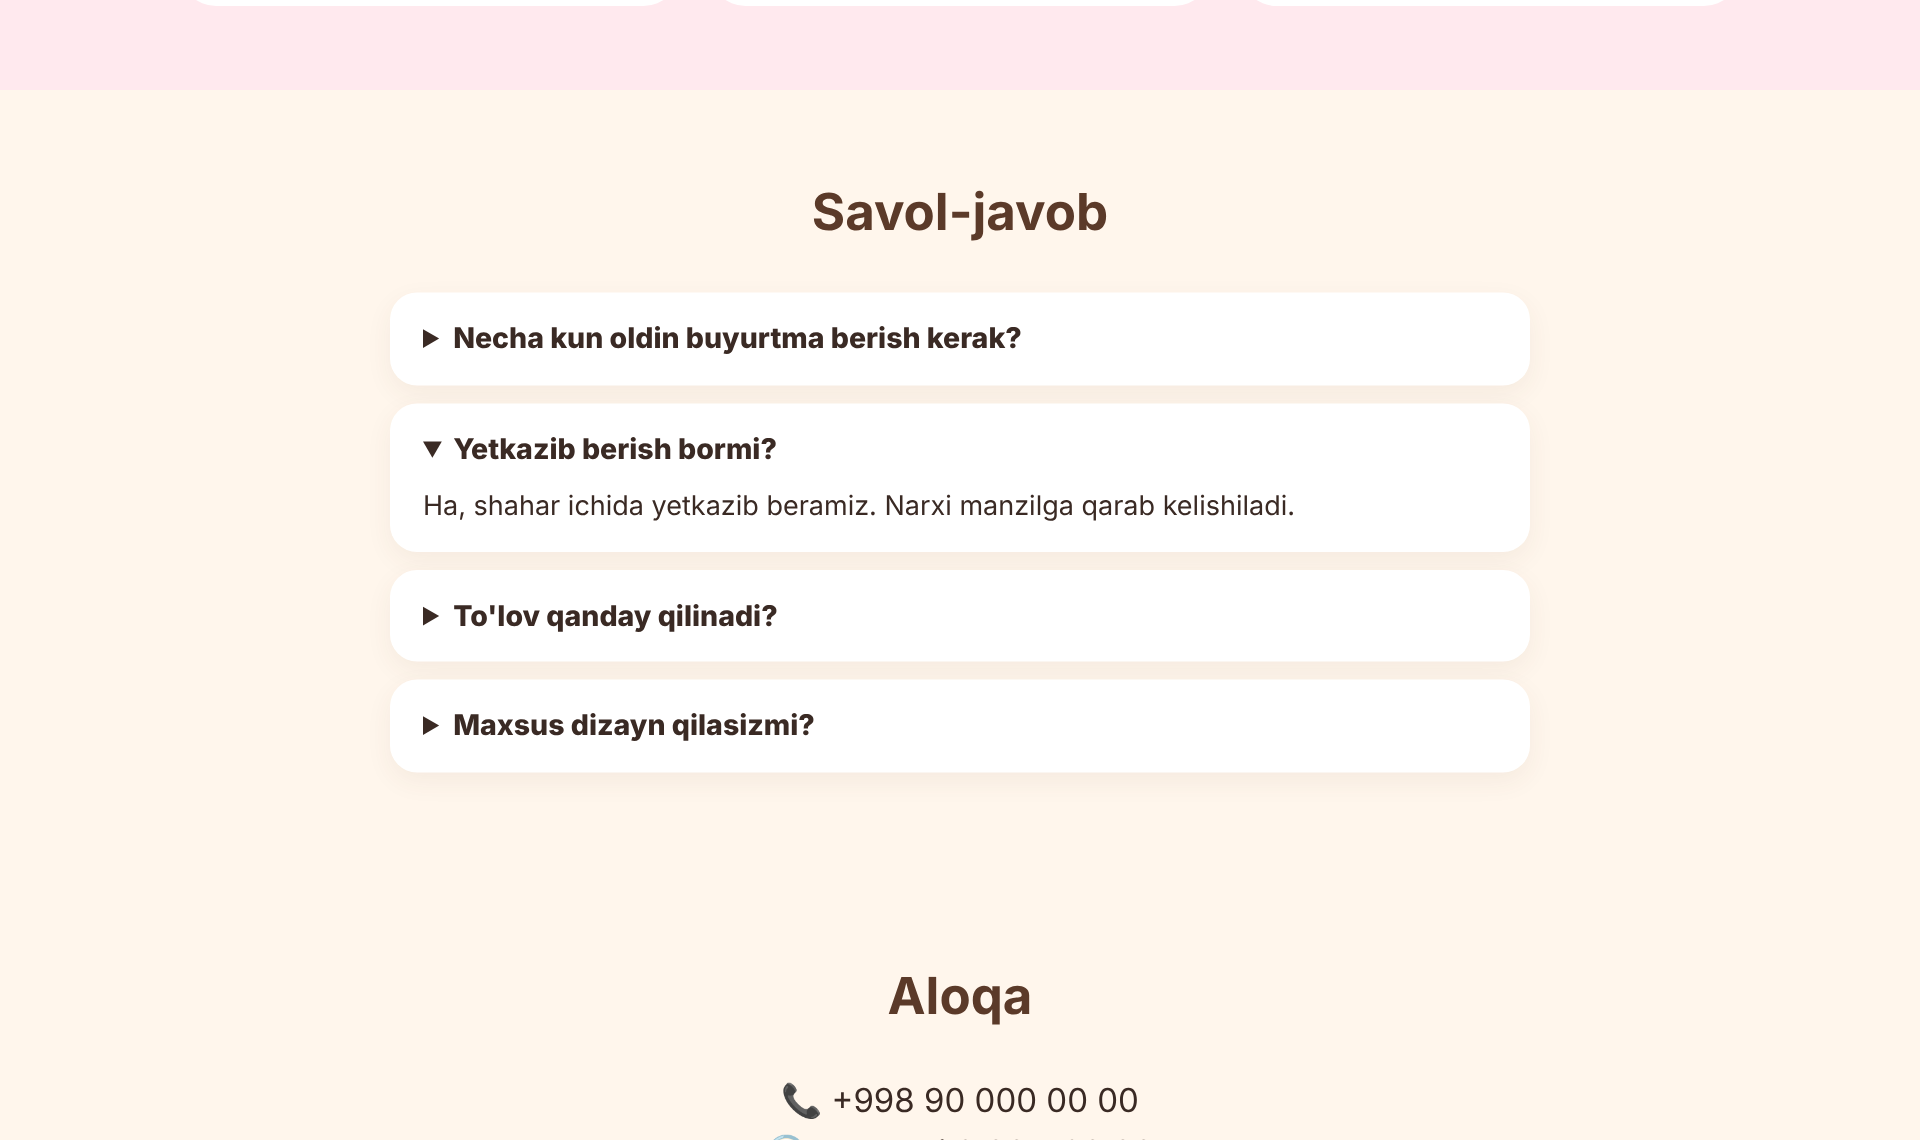 Savol-javob
Necha kun oldin buyurtma berish kerak?
Yetkazib berish bormi?
Ha, shahar ichida yetkazib beramiz. Narxi manzilga qarab kelishiladi.
To'lov qanday qilinadi?
Maxsus dizayn qilasizmi?
Aloqa
+998 90 000 00 00